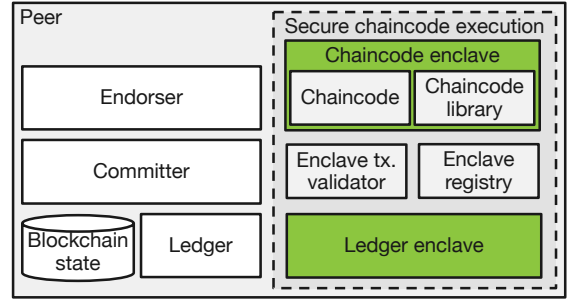 Peer
Endorser
Committer
Blockchain
state
Ledger
Secure chaincode execution
Chaincode enclave
Chaincode
Chaincode
library
Enclave tx.
validator
Enclave
registry
Ledger enclave